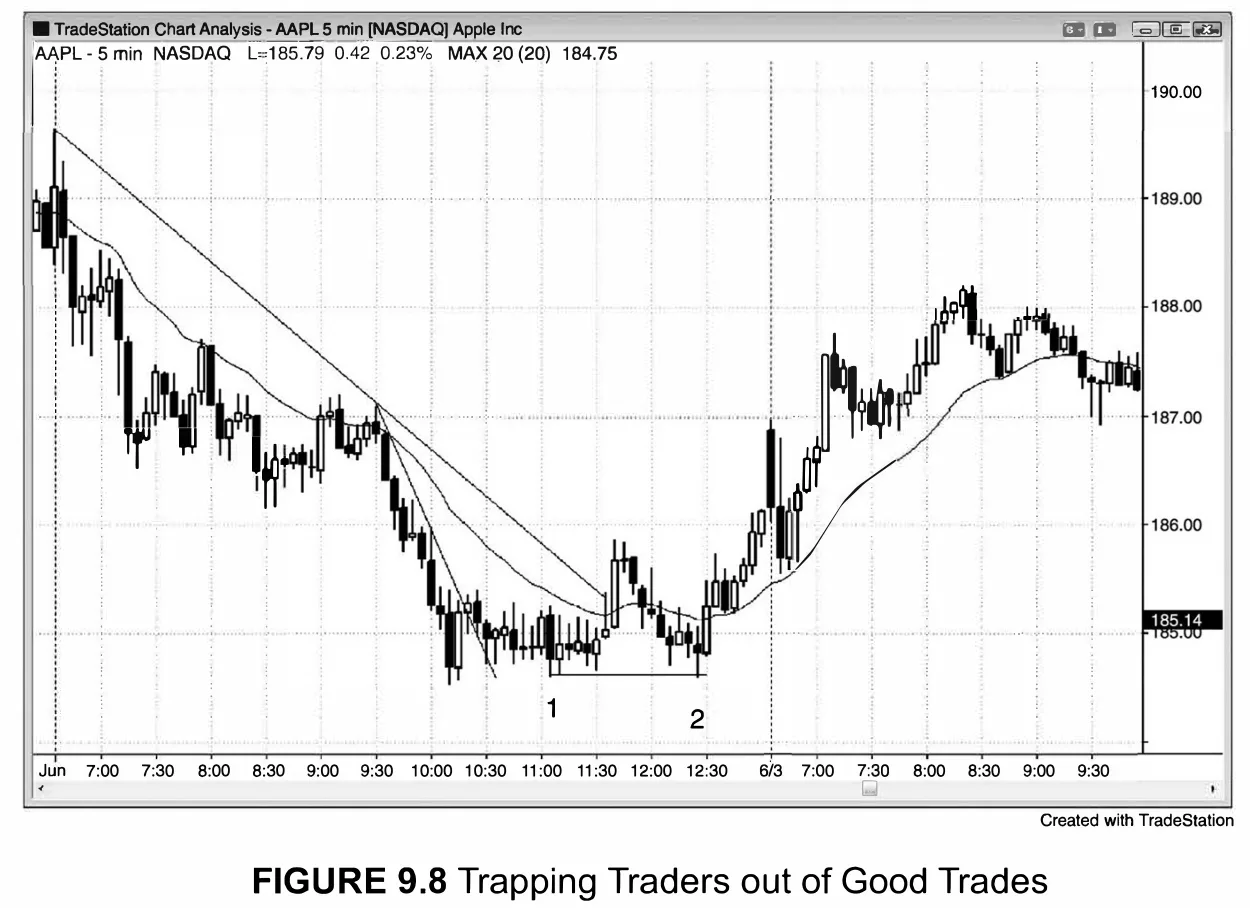 TradeStation Chart Analysis - AAPL 5 min [NASDAQ] Apple Inc
AAPL - 5 min NASDAQ L=185.79 0.42 0.23% MAX 20 (20) 184.75
190.00
189.00
188.00
187.00
186.00
185.14
185.00
1
2
Jun 7:00 7:30 8:00 8:30 9:00 9:30 10:00 10:30 11:00 11:30 12:00 12:30 6/3 7:00 7:30 8:00 8:30 9:00 9:30
Created with TradeStation
FIGURE 9.8 Trapping Traders out of Good Trades